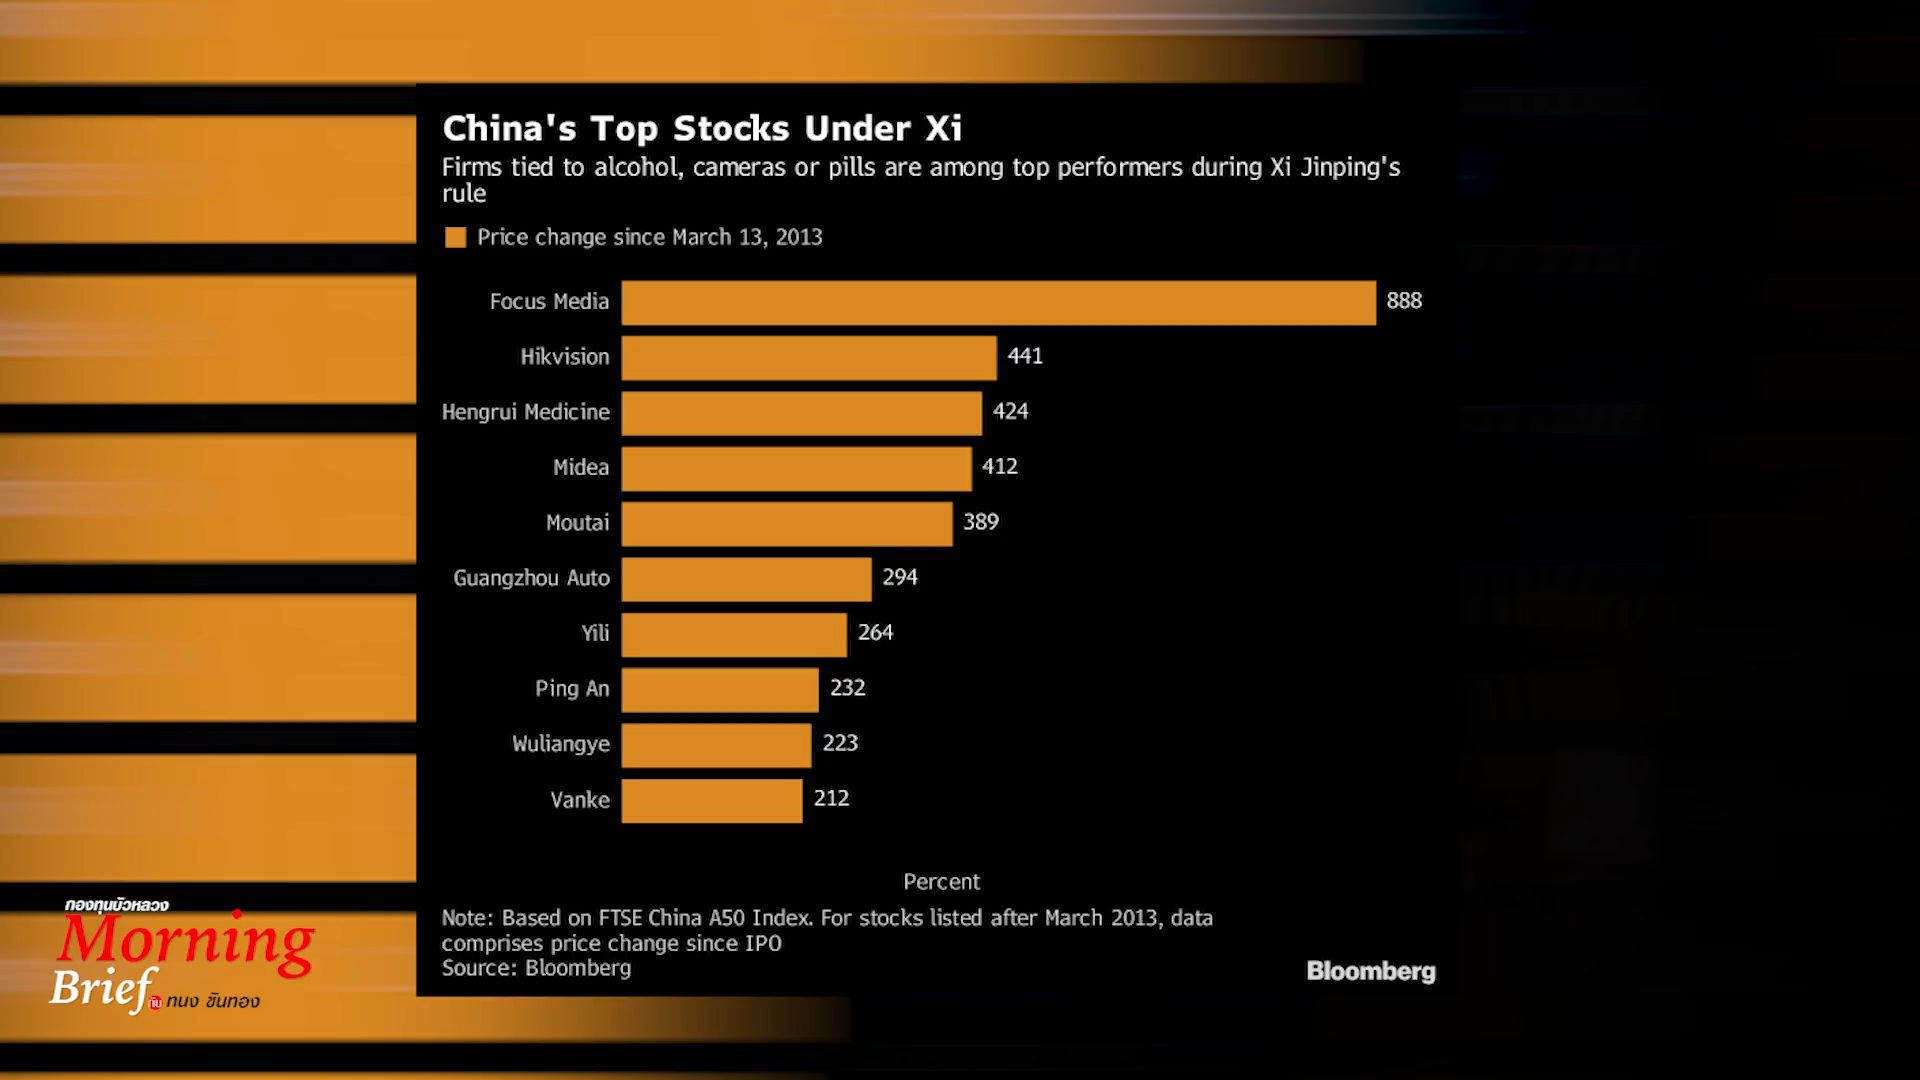 China's Top Stocks Under Xi
Firms tied to alcohol, cameras or pills are among top performers during Xi Jinping's
rule
Price change since March 13, 2013
Focus Media 888
Hikvision 441
Hengrui Medicine 424
Midea 412
Moutai 389
Guangzhou Auto 294
Yili 264
Ping An 232
Wuliangye 223
Vanke 212
Percent
Note: Based on FTSE China A50 Index. For stocks listed after March 2013, data
comprises price change since IPO
Source: Bloomberg
Bloomberg
กองทุนบัวหลวง
Morning
Brief กับ ทนง ขันทอง